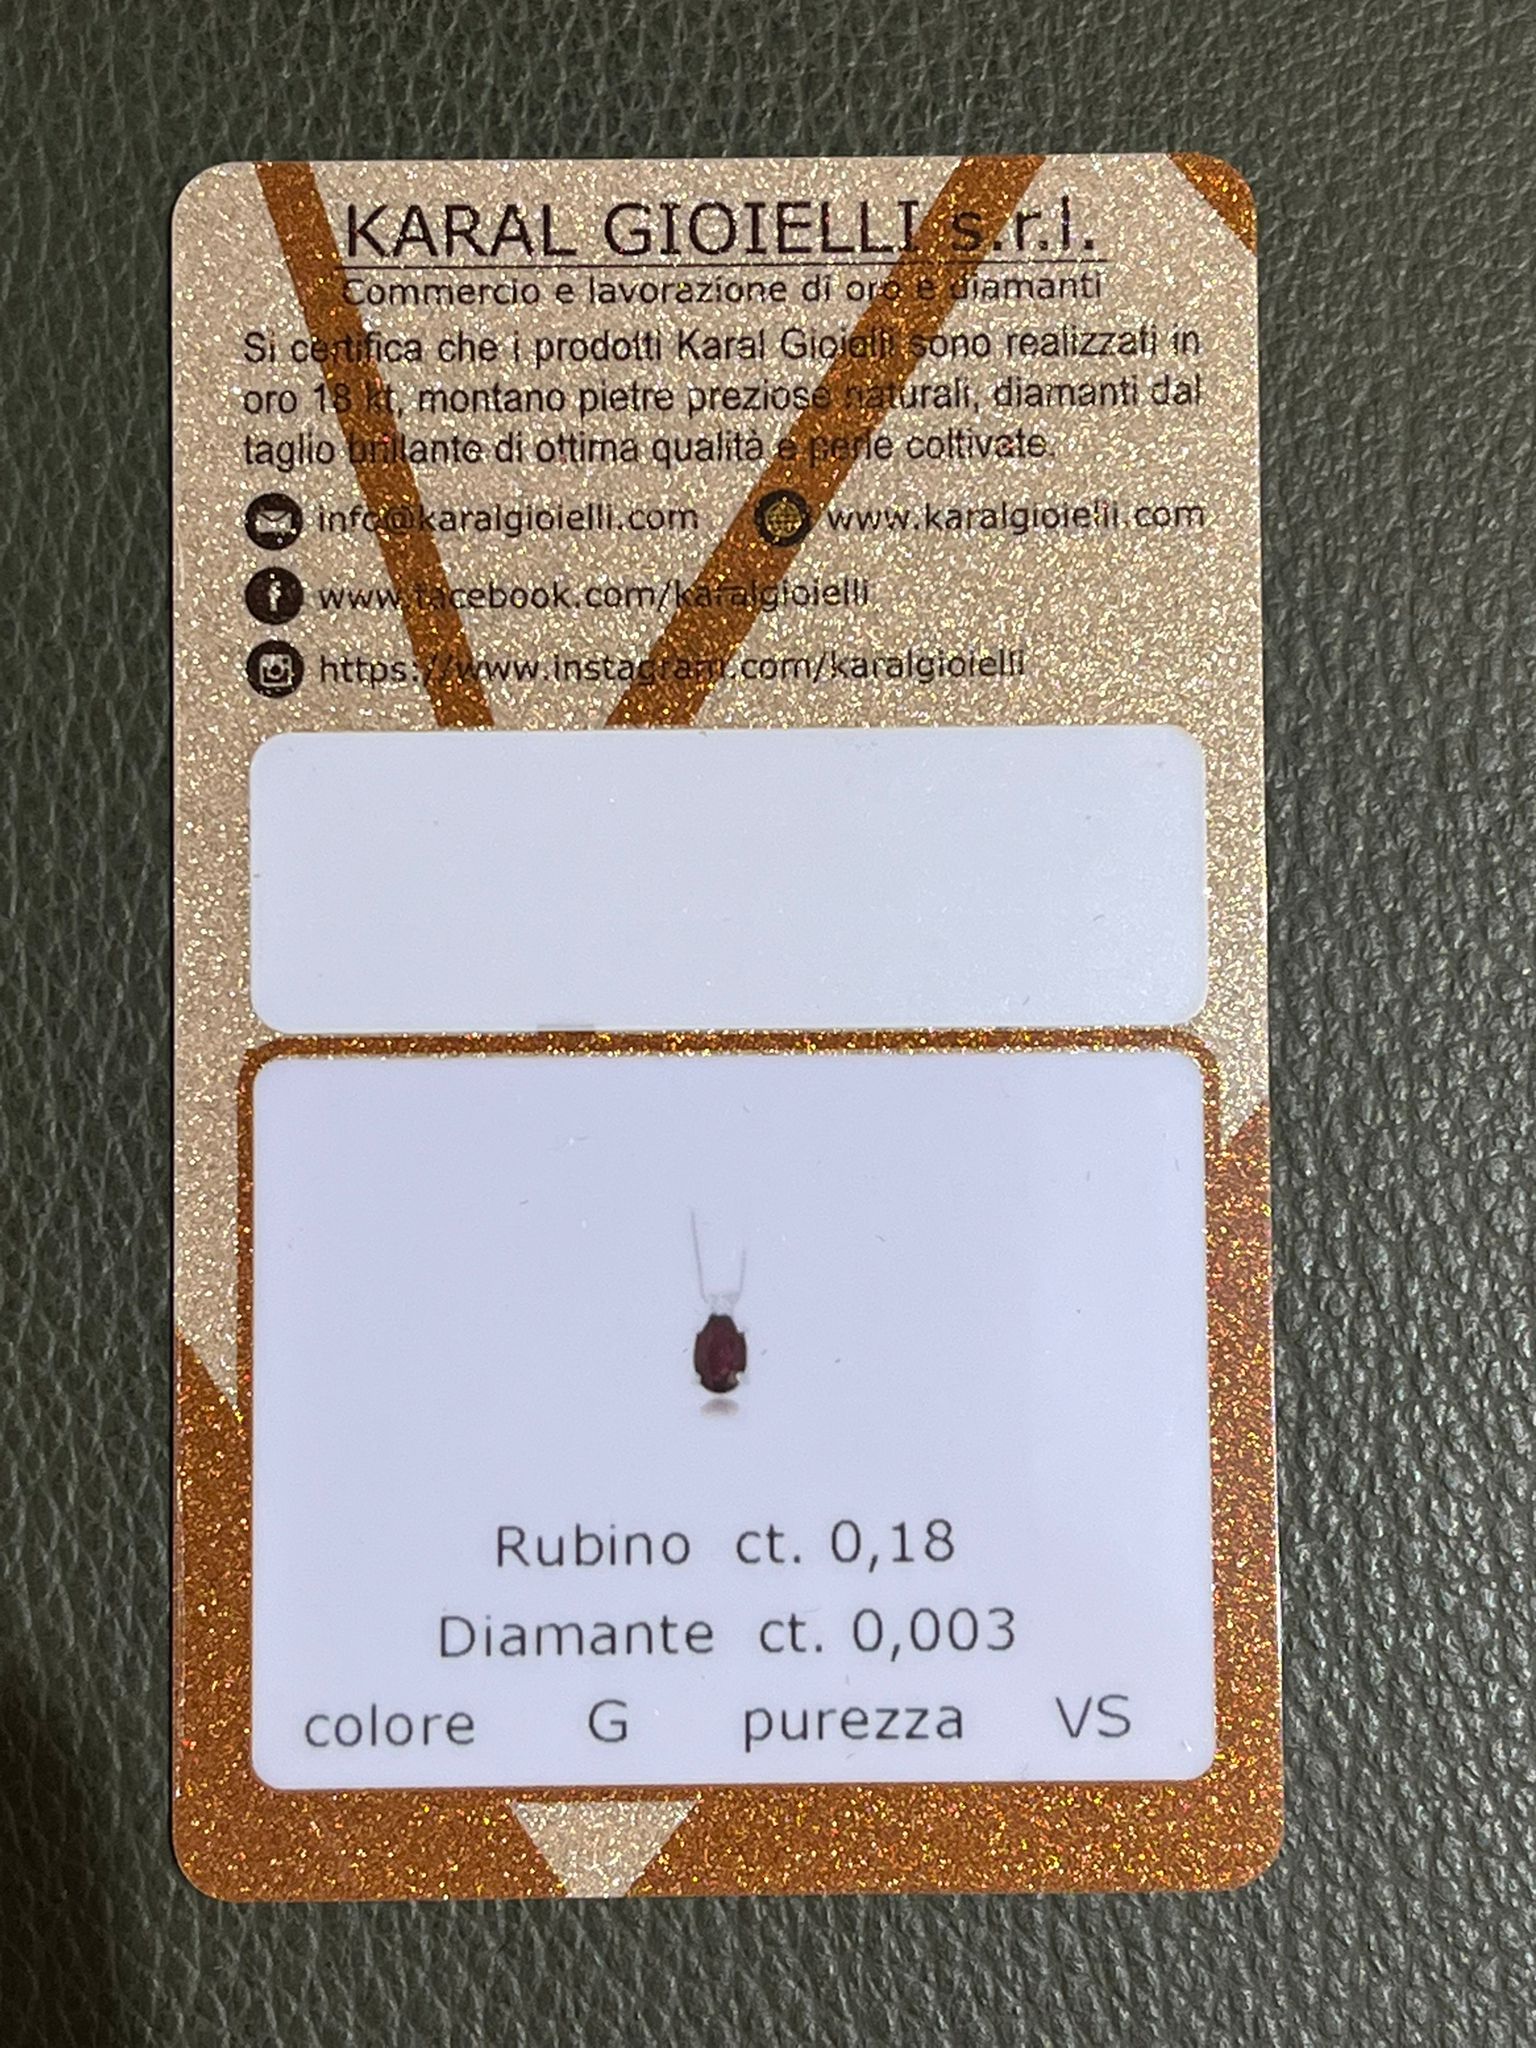 KARAL GIOIELLI s.r.l.
Commercio e lavorazione di oro e diamanti
Si certifica che i prodotti Karal Gioielli sono realizzati in
oro 18 kt, montano pietre preziose naturali, diamanti dal
taglio brillante di ottima qualità e perle coltivate.
info@karalgioielli.com www.karalgioielli.com
www.facebook.com/karalgioielli
https://www.instagram.com/karalgioielli
Rubino ct. 0,18
Diamante ct. 0,003
colore G purezza VS